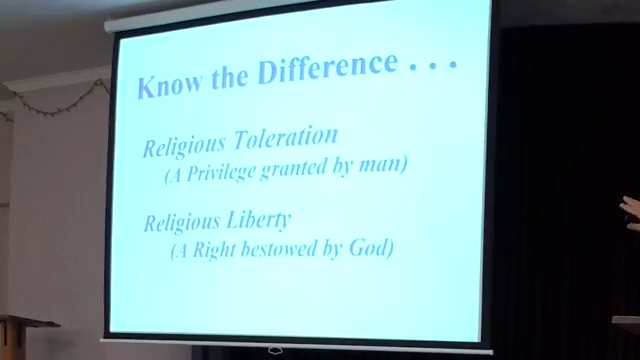 Know the Difference . . .
Religious Toleration
(A Privilege granted by man)
Religious Liberty
(A Right bestowed by God)